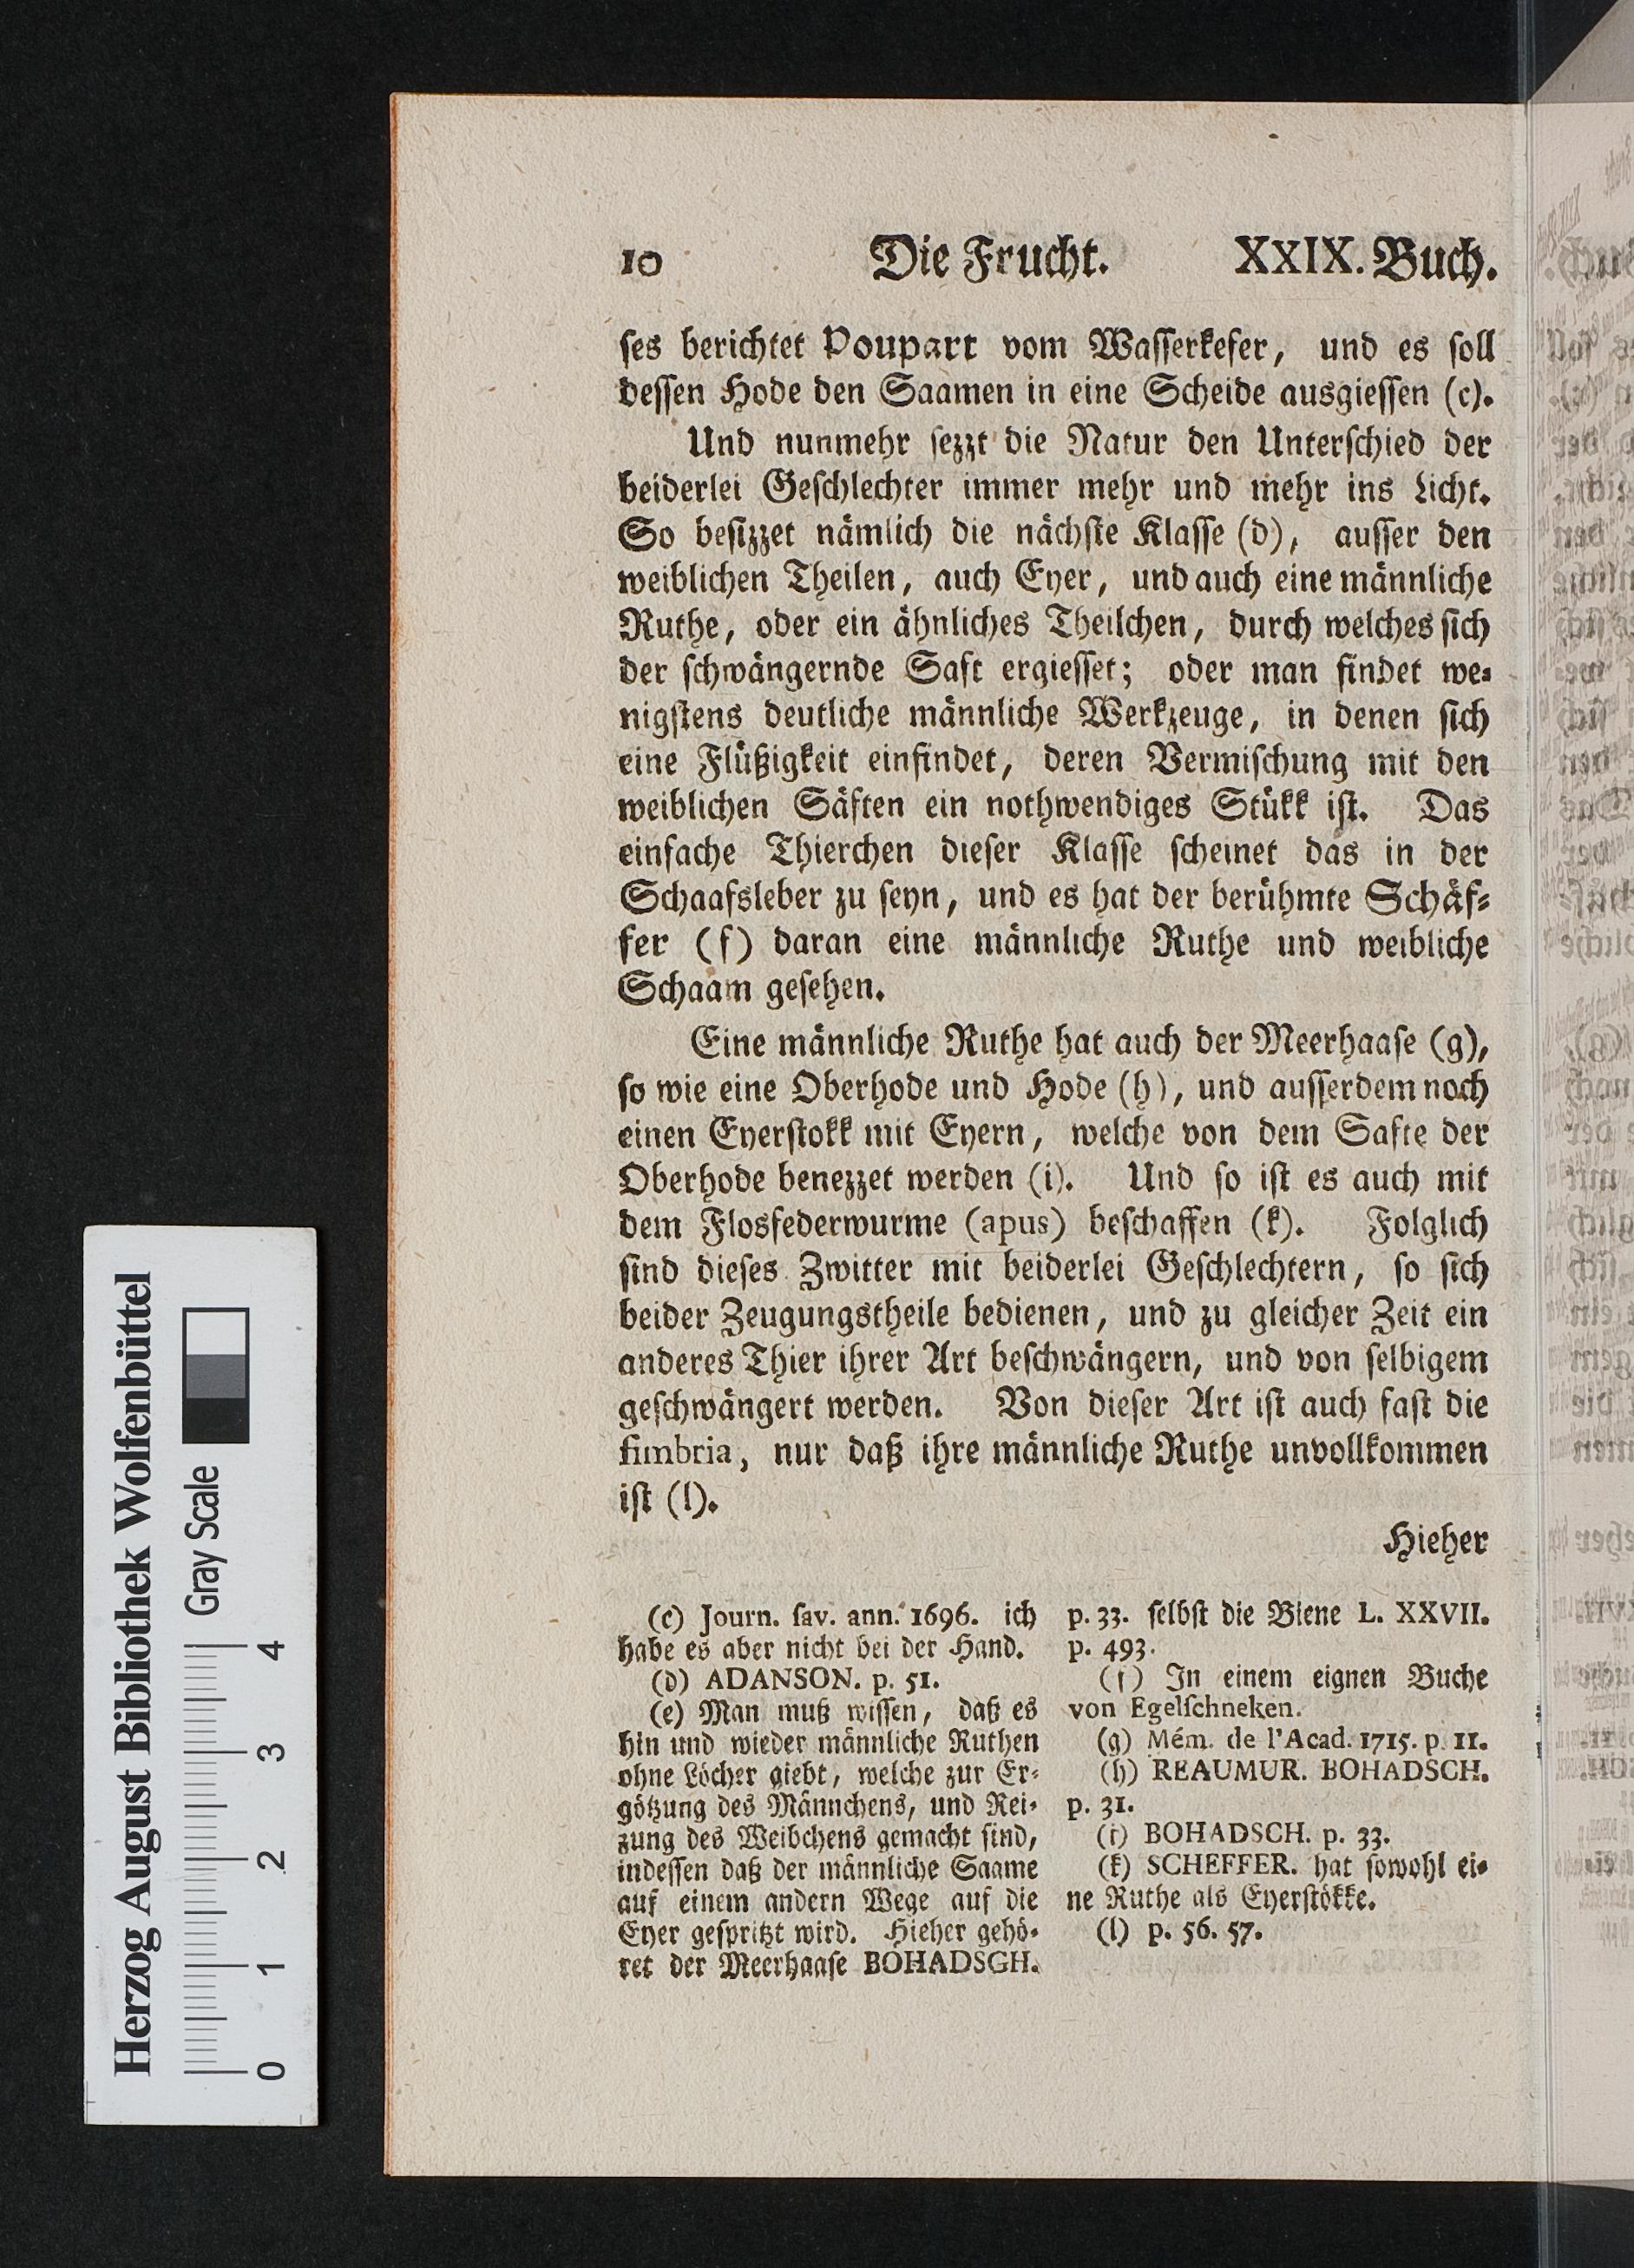 10 Die Frucht. XXIX. Buch.
ſes berichtet Poupart vom Waſſerkefer, und es ſoll
deſſen Hode den Saamen in eine Scheide ausgieſſen (c).
Und nunmehr ſezzt die Natur den Unterſchied der
beiderlei Geſchlechter immer mehr und mehr ins Licht.
So beſizzet nämlich die nächſte Klaſſe (d), auſſer den
weiblichen Theilen, auch Eyer, und auch eine männliche
Ruthe, oder ein ähnliches Theilchen, durch welches ſich
der ſchwängernde Saft ergieſſet; oder man findet we-
nigſtens deutliche männliche Werkzeuge, in denen ſich
eine Flüßigkeit einfindet, deren Vermiſchung mit den
weiblichen Säften ein nothwendiges Stükk iſt. Das
einfache Thierchen dieſer Klaſſe ſcheinet das in der
Schaafsleber zu ſeyn, und es hat der berühmte Schäf-
fer (f) daran eine männliche Ruthe und weibliche
Schaam geſehen.
Eine männliche Ruthe hat auch der Meerhaaſe (g),
ſo wie eine Oberhode und Hode (h), und auſſerdem noch
einen Eyerſtokk mit Eyern, welche von dem Safte der
Oberhode benezzet werden (i). Und ſo iſt es auch mit
dem Flosfederwurme (apus) beſchaffen (k). Folglich
ſind dieſes Zwitter mit beiderlei Geſchlechtern, ſo ſich
beider Zeugungstheile bedienen, und zu gleicher Zeit ein
anderes Thier ihrer Art beſchwängern, und von ſelbigem
geſchwängert werden. Von dieſer Art iſt auch faſt die
fimbria, nur daß ihre männliche Ruthe unvollkommen
iſt (l).
Hieher
(c) Journ. ſav. ann. 1696. ich
habe es aber nicht bei der Hand.
(d) ADANSON. p. 51.
(e) Man muß wiſſen, daß es
hin und wieder männliche Ruthen
ohne Löcher giebt, welche zur Er-
götzung des Männchens, und Rei-
zung des Weibchens gemacht ſind,
indeſſen daß der männliche Saame
auf einem andern Wege auf die
Eyer geſpritzt wird. Hieher gehö-
ret der Meerhaaſe BOHADSGH.
p. 33. ſelbſt die Biene L. XXVII.
p. 493.
(f) In einem eignen Buche
von Egelſchneken.
(g) Mém. de l'Acad. 1715. p. 11.
(h) REAUMUR. BOHADSCH.
p. 31.
(i) BOHADSCH. p. 33.
(k) SCHEFFER. hat ſowohl ei-
ne Ruthe als Eyerſtökke.
(l) p. 56. 57.
Herzog August Bibliothek Wolfenbüttel
Gray Scale
0 1 2 3 4